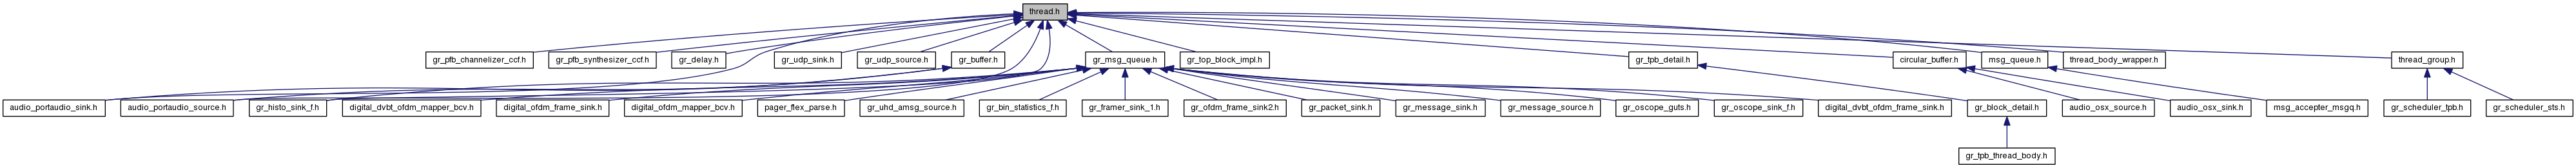 thread.h
gr_pfb_channelizer_ccf.h
gr_pfb_synthesizer_ccf.h
gr_delay.h
gr_udp_sink.h
gr_udp_source.h
gr_buffer.h
gr_msg_queue.h
gr_top_block_impl.h
gr_tpb_detail.h
circular_buffer.h
msg_queue.h
thread_body_wrapper.h
thread_group.h
audio_portaudio_sink.h
audio_portaudio_source.h
gr_histo_sink_f.h
digital_dvbt_ofdm_mapper_bcv.h
digital_ofdm_frame_sink.h
digital_ofdm_mapper_bcv.h
pager_flex_parse.h
gr_uhd_amsg_source.h
gr_bin_statistics_f.h
gr_framer_sink_1.h
gr_ofdm_frame_sink2.h
gr_packet_sink.h
gr_message_sink.h
gr_message_source.h
gr_oscope_guts.h
gr_oscope_sink_f.h
digital_dvbt_ofdm_frame_sink.h
gr_block_detail.h
audio_osx_source.h
audio_osx_sink.h
msg_accepter_msgq.h
gr_scheduler_tpb.h
gr_scheduler_sts.h
gr_tpb_thread_body.h